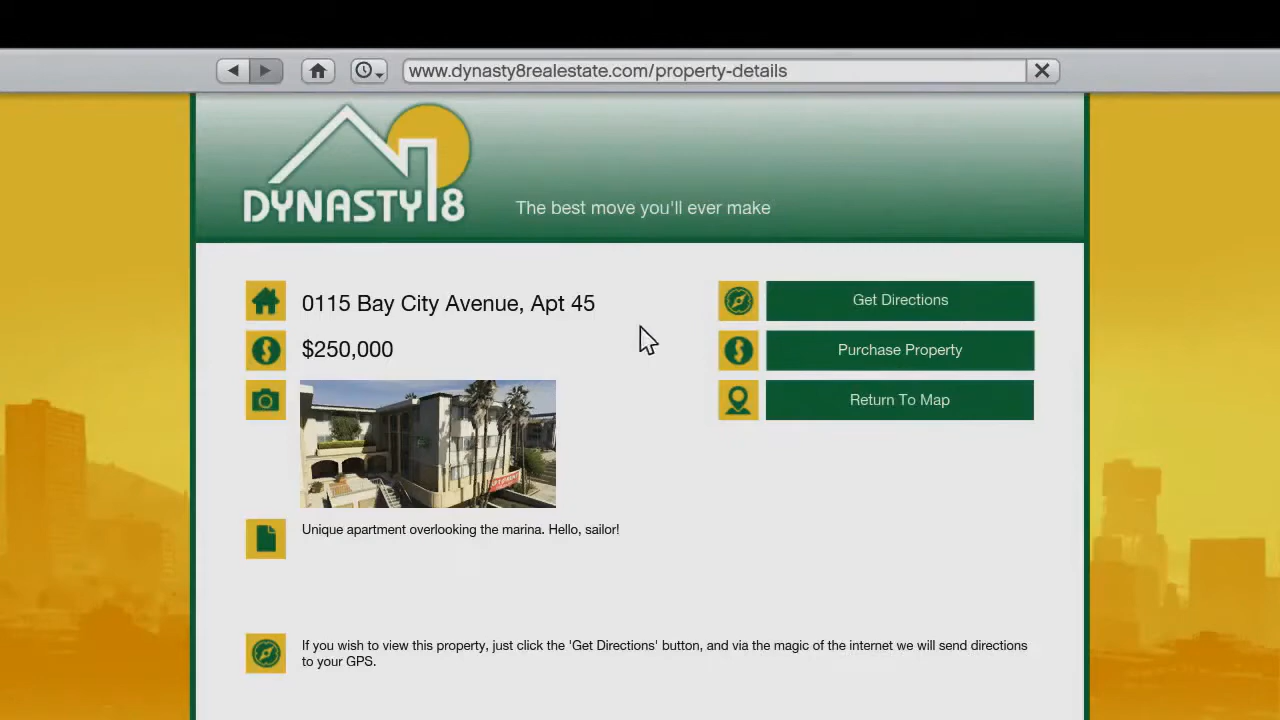 www.dynasty8realestate.com/property-details
DYNASTY 8
The best move you'll ever make
0115 Bay City Avenue, Apt 45
$250,000
Get Directions
Purchase Property
Return To Map
Unique apartment overlooking the marina. Hello, sailor!
If you wish to view this property, just click the 'Get Directions' button, and via the magic of the internet we will send directions
to your GPS.